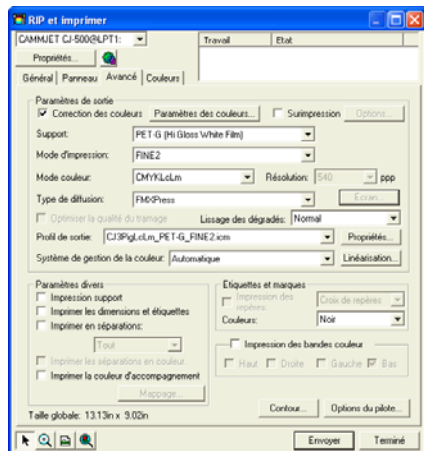 RIP et imprimer
CAMMJET CJ-500@LPT1:
Travail Etat
Propriétés...
Général Panneau Avancé Couleurs
Paramètres de sortie
Correction des couleurs Paramètres des couleurs... Surimpression Options...
Support: PET-G (Hi Gloss White Film)
Mode d'impression: FINE2
Mode couleur: CMYKLcLm Résolution: 540 ppp
Type de diffusion: FMXPress Écran...
Optimiser la qualité du tramage Lissage des dégradés: Normal
Profil de sortie: CJ3PigLcLm_PET-G_FINE2.icm Propriétés...
Système de gestion de la couleur: Automatique Linéarisation...
Paramètres divers
Impression support
Imprimer les dimensions et étiquettes
Imprimer en séparations:
Tout
Imprimer les séparations en couleur.
Imprimer la couleur d'accompagnement
Mappage...
Etiquettes et marques
Impression des repères: Croix de repères
Couleurs: Noir
Impression des bandes couleur
Haut Droite Gauche Bas
Contour... Options du pilote...
Taille globale: 13.13in x 9.02in
Envoyer Terminé